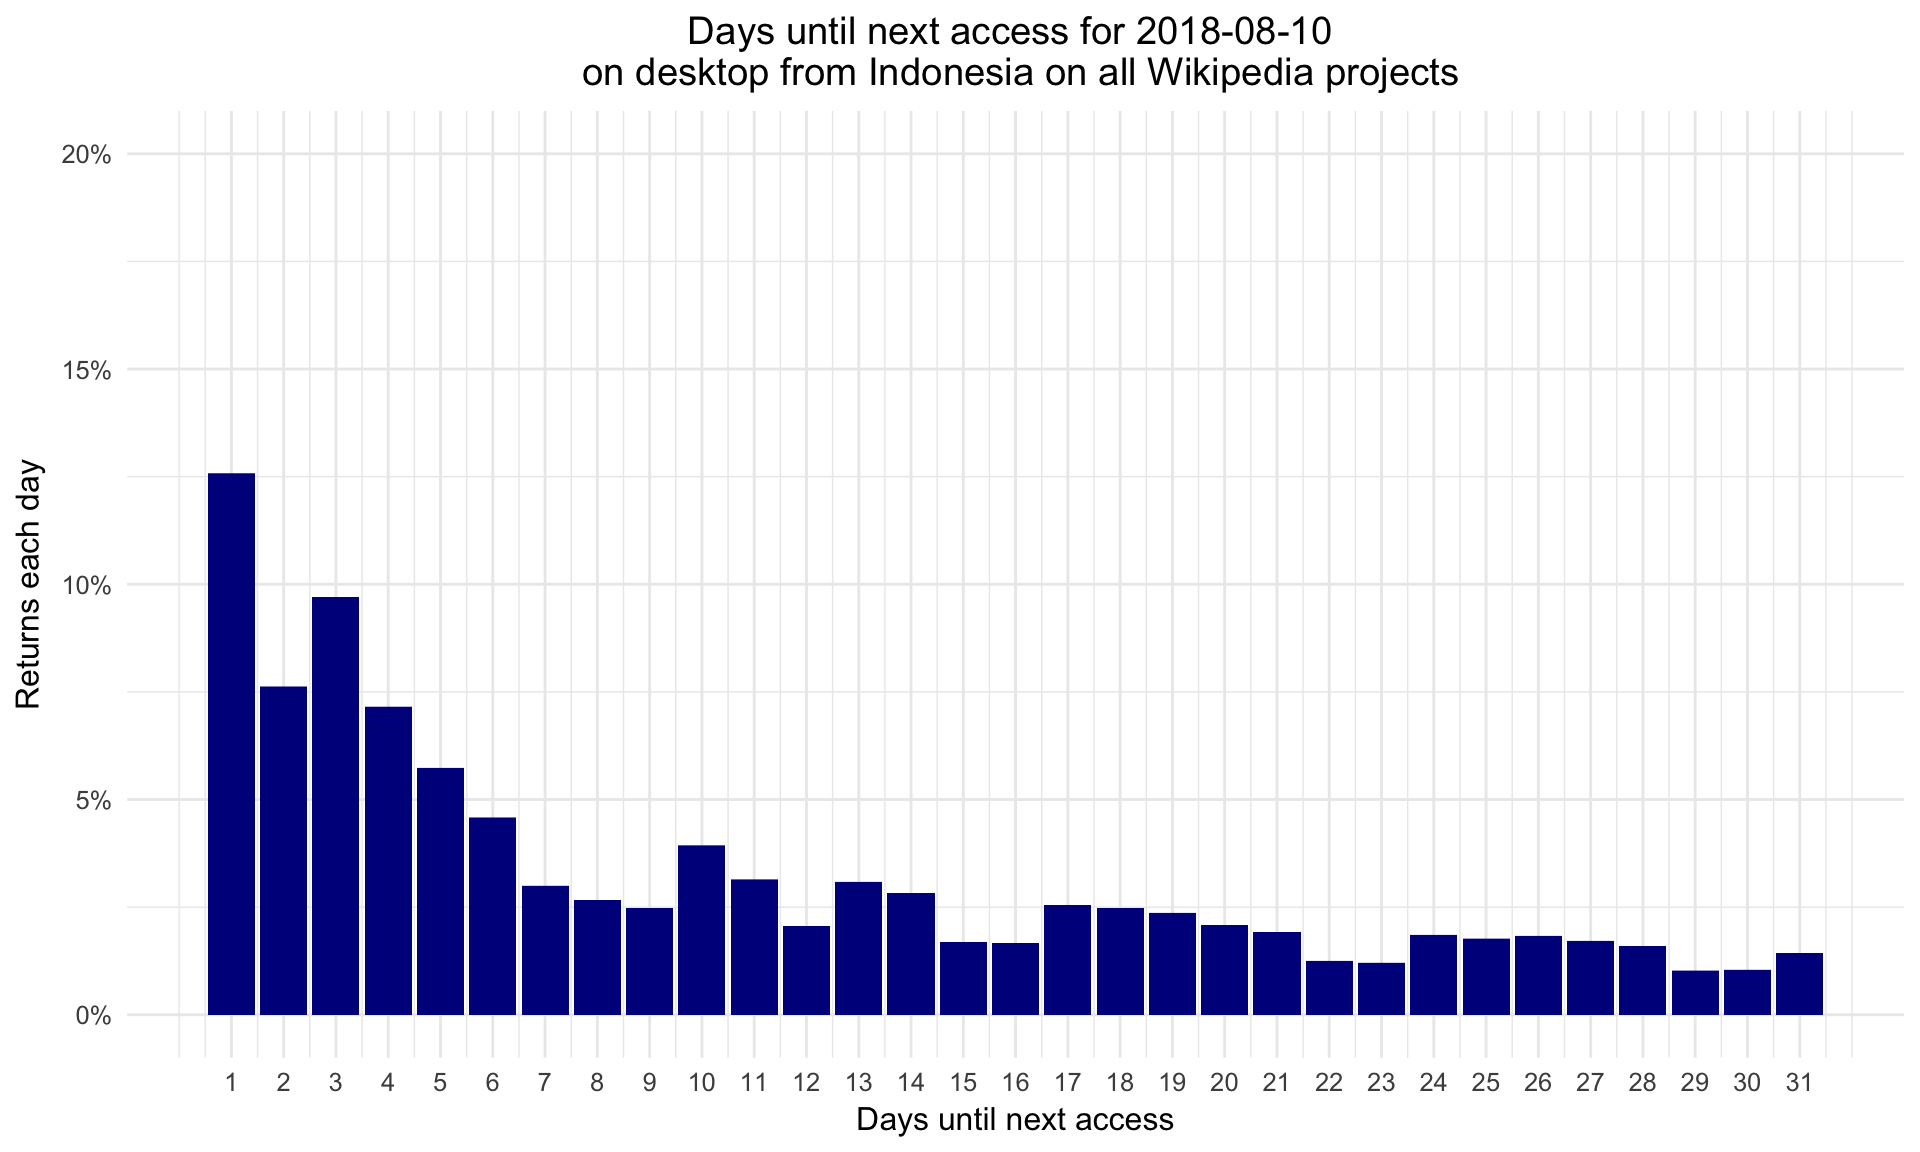 Days until next access for 2018-08-10
on desktop from Indonesia on all Wikipedia projects
Returns each day
20%
15%
10%
5%
0%
1 2 3 4 5 6 7 8 9 10 11 12 13 14 15 16 17 18 19 20 21 22 23 24 25 26 27 28 29 30 31
Days until next access